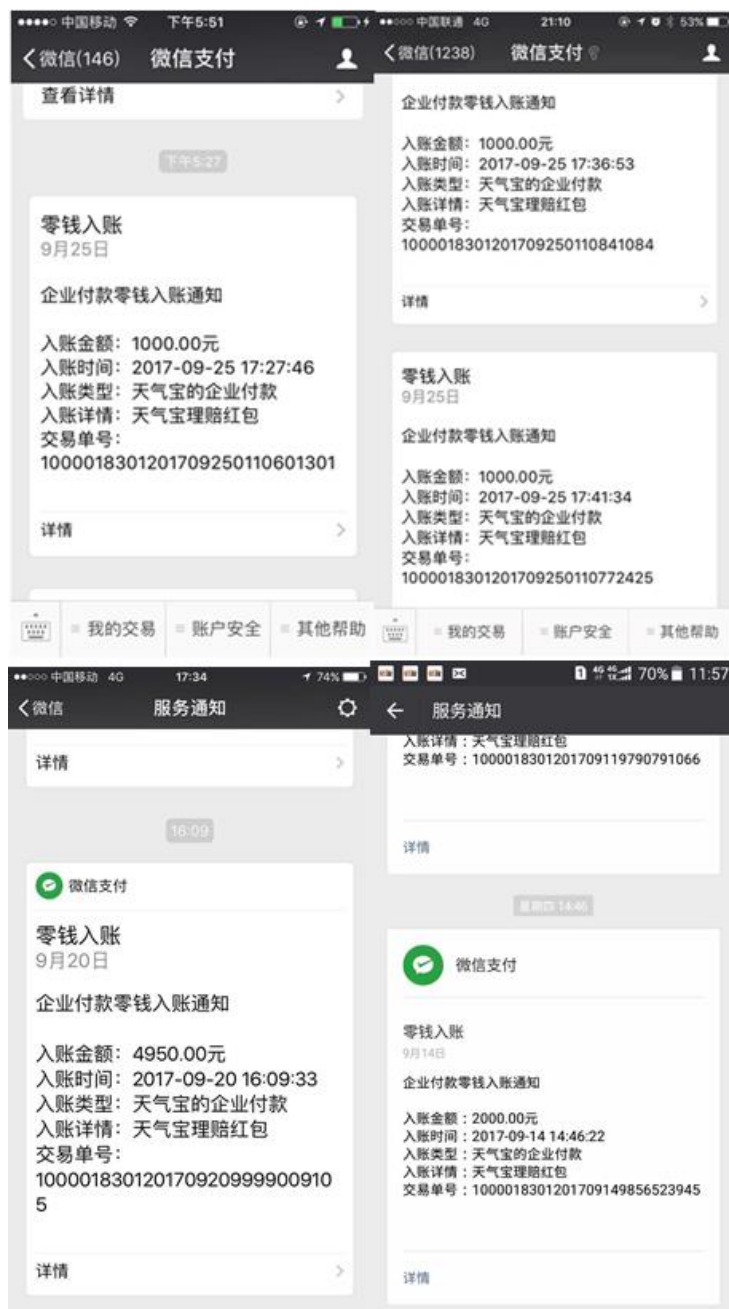 中国移动 下午5:51
微信(146) 微信支付
查看详情
下午5:27
零钱入账
9月25日
企业付款零钱入账通知
入账金额：1000.00元
入账时间：2017-09-25 17:27:46
入账类型：天气宝的企业付款
入账详情：天气宝理赔红包
交易单号：
1000018301201709250110601301
详情
我的交易 账户安全 其他帮助
中国联通 4G 21:10 53%
微信(1238) 微信支付
企业付款零钱入账通知
入账金额：1000.00元
入账时间：2017-09-25 17:36:53
入账类型：天气宝的企业付款
入账详情：天气宝理赔红包
交易单号：
1000018301201709250110841084
详情
零钱入账
9月25日
企业付款零钱入账通知
入账金额：1000.00元
入账时间：2017-09-25 17:41:34
入账类型：天气宝的企业付款
入账详情：天气宝理赔红包
交易单号：
1000018301201709250110772425
我的交易 账户安全 其他帮助
中国移动 4G 17:34 74%
微信 服务通知
详情
16:09
微信支付
零钱入账
9月20日
企业付款零钱入账通知
入账金额：4950.00元
入账时间：2017-09-20 16:09:33
入账类型：天气宝的企业付款
入账详情：天气宝理赔红包
交易单号：
100001830120170920999900910
5
详情
70% 11:57
服务通知
入账详情：天气宝理赔红包
交易单号：1000018301201709119790791066
详情
星期四 14:46
微信支付
零钱入账
9月14日
企业付款零钱入账通知
入账金额：2000.00元
入账时间：2017-09-14 14:46:22
入账类型：天气宝的企业付款
入账详情：天气宝理赔红包
交易单号：1000018301201709149856523945
详情